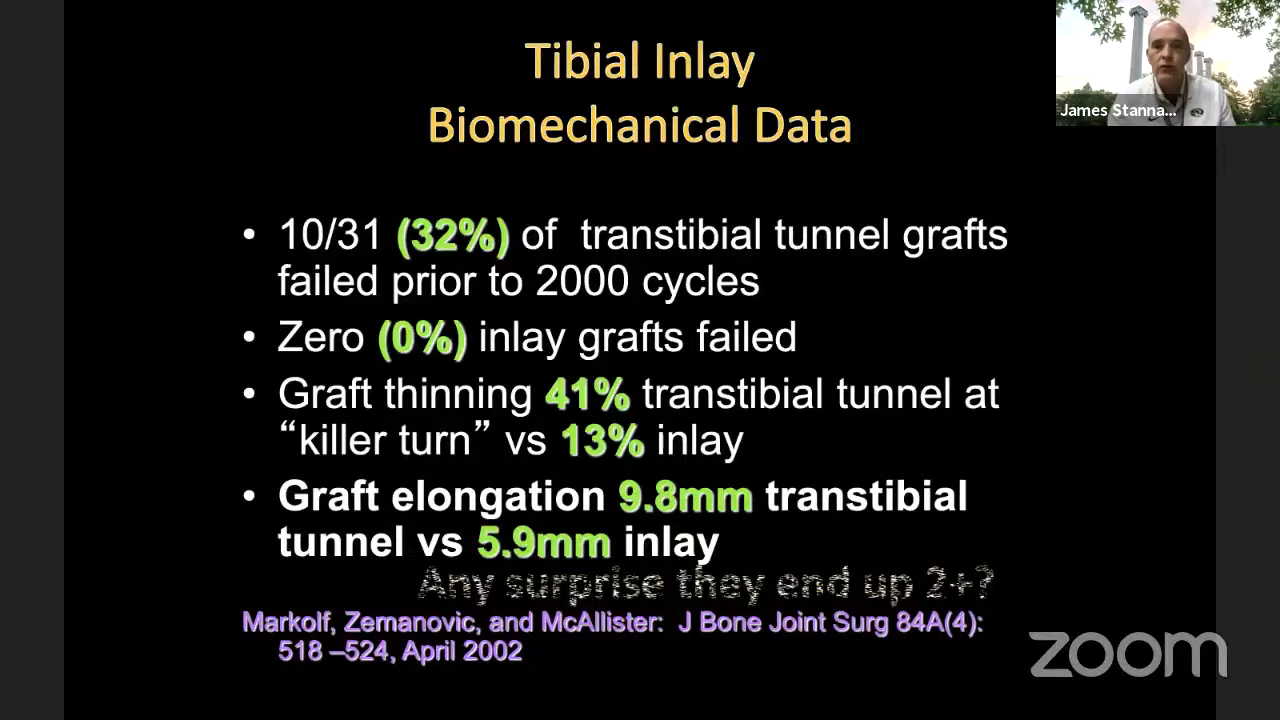 James Stanna...
Tibial Inlay
Biomechanical Data
• 10/31 (32%) of transtibial tunnel grafts
failed prior to 2000 cycles
• Zero (0%) inlay grafts failed
• Graft thinning 41% transtibial tunnel at
“killer turn” vs 13% inlay
• Graft elongation 9.8mm transtibial
tunnel vs 5.9mm inlay
Any surprise they end up 2+?
Markolf, Zemanovic, and McAllister: J Bone Joint Surg 84A(4):
518 –524, April 2002
zoom